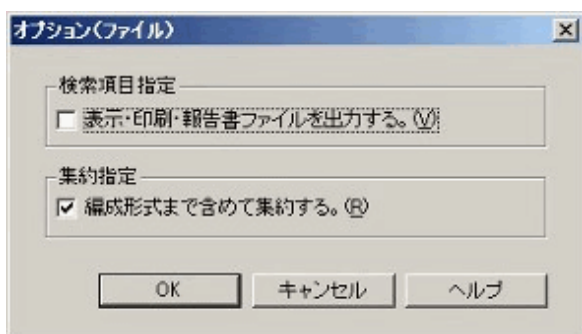 オプション(ファイル)
検索項目指定
表示・印刷・報告書ファイルを出力する。(V)
集約指定
編成形式まで含めて集約する。(R)
OK キャンセル ヘルプ